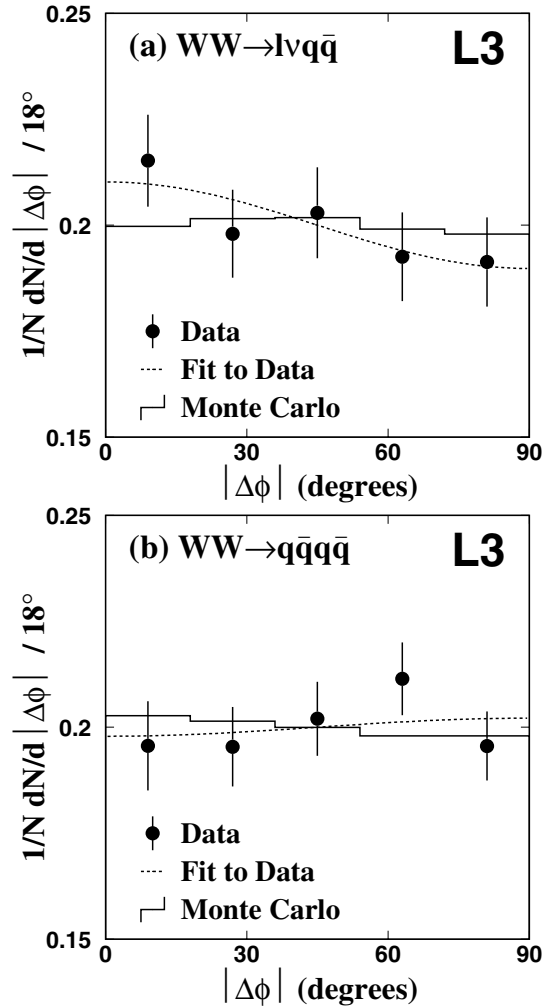 0.25
(a) WW→lνqq̄ L3
1/N dN/d|Δϕ| / 18°
0.2
Data
Fit to Data
Monte Carlo
0.15
0 30 60 90
|Δϕ| (degrees)
0.25
(b) WW→qq̄qq̄ L3
1/N dN/d|Δϕ| / 18°
0.2
Data
Fit to Data
Monte Carlo
0.15
0 30 60 90
|Δϕ| (degrees)